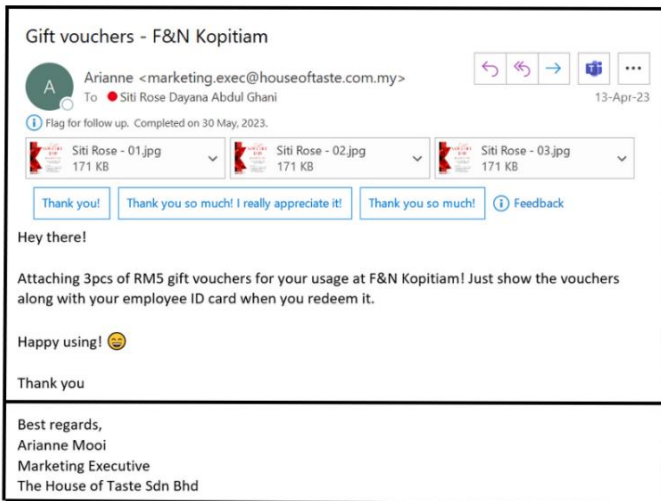 Gift vouchers - F&N Kopitiam
A
Arianne <marketing.exec@houseoftaste.com.my>
To Siti Rose Dayana Abdul Ghani
13-Apr-23
Flag for follow up. Completed on 30 May, 2023.
Siti Rose - 01.jpg
171 KB
Siti Rose - 02.jpg
171 KB
Siti Rose - 03.jpg
171 KB
Thank you! Thank you so much! I really appreciate it! Thank you so much! Feedback
Hey there!
Attaching 3pcs of RM5 gift vouchers for your usage at F&N Kopitiam! Just show the vouchers
along with your employee ID card when you redeem it.
Happy using! 😄
Thank you
Best regards,
Arianne Mooi
Marketing Executive
The House of Taste Sdn Bhd